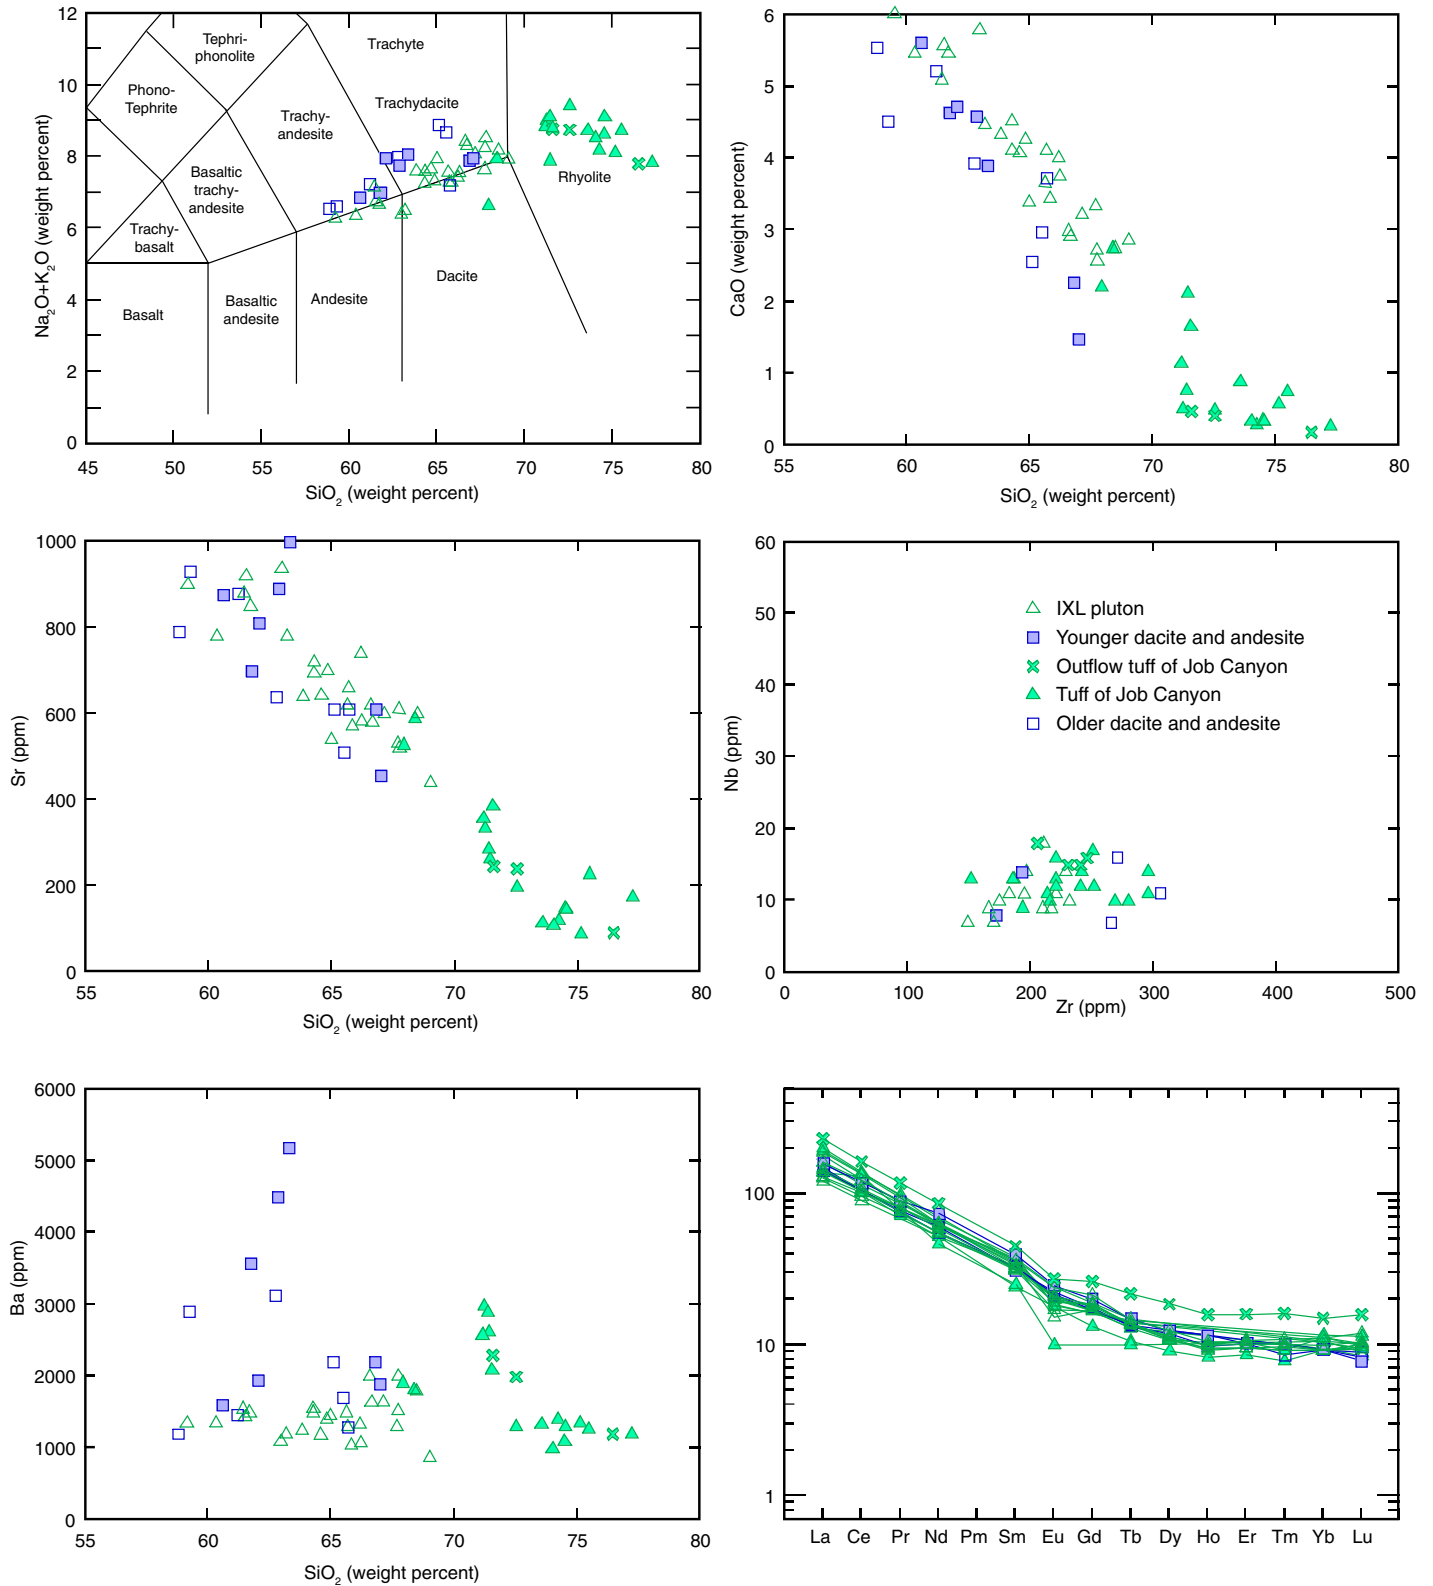 12
10
8
6
4
2
0
Na2O+K2O (weight percent)
Tephri-
phonolite
Trachyte
Phono-
Tephrite
Trachy-
andesite
Trachydacite
Basaltic
trachy-
andesite
Rhyolite
Trachy-
basalt
Dacite
Basalt
Basaltic
andesite
Andesite
45 50 55 60 65 70 75 80
SiO2 (weight percent)
6
5
4
3
2
1
0
CaO (weight percent)
55 60 65 70 75 80
SiO2 (weight percent)
1000
800
600
400
200
0
Sr (ppm)
55 60 65 70 75 80
SiO2 (weight percent)
60
50
40
30
20
10
0
Nb (ppm)
IXL pluton
Younger dacite and andesite
Outflow tuff of Job Canyon
Tuff of Job Canyon
Older dacite and andesite
0 100 200 300 400 500
Zr (ppm)
6000
5000
4000
3000
2000
1000
0
Ba (ppm)
55 60 65 70 75 80
SiO2 (weight percent)
100
10
1
La Ce Pr Nd Pm Sm Eu Gd Tb Dy Ho Er Tm Yb Lu